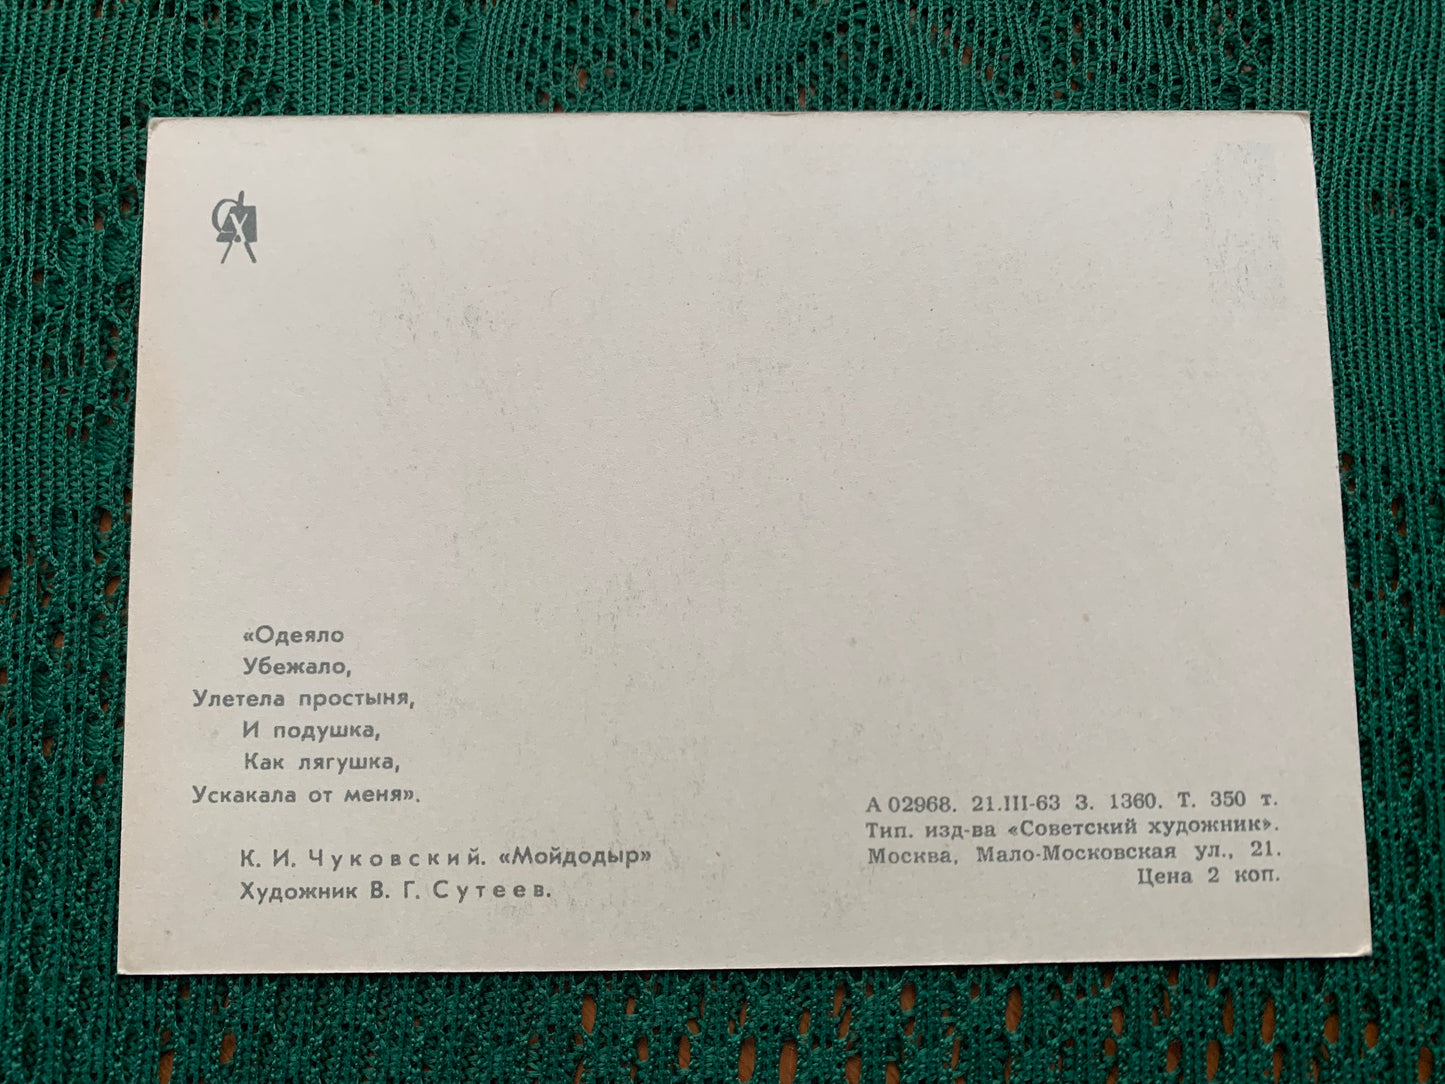 СХ
«Одеяло
Убежало,
Улетела простыня,
И подушка,
Как лягушка,
Ускакала от меня».
К. И. Чуковский. «Мойдодыр»
Художник В. Г. Сутеев.
А 02968. 21.III-63 З. 1360. Т. 350 т.
Тип. изд-ва «Советский художник».
Москва, Мало-Московская ул., 21.
Цена 2 коп.